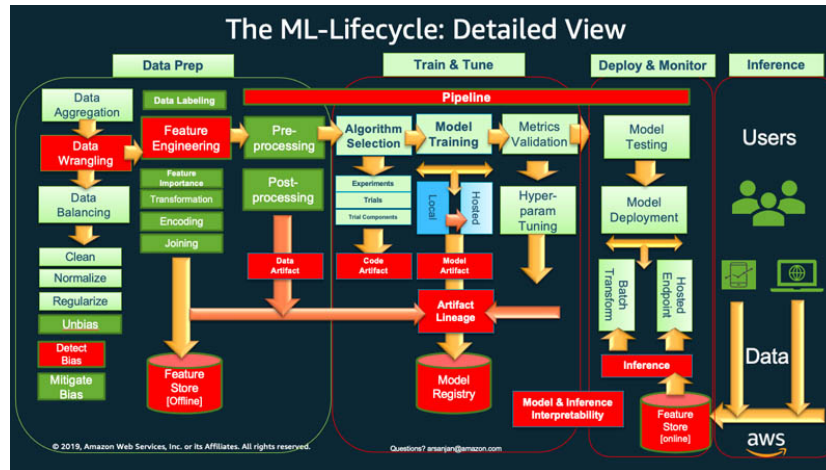 The ML-Lifecycle: Detailed View
Data Prep
Train & Tune
Deploy & Monitor
Inference
Data
Aggregation
Data Labeling
Pipeline
Data
Wrangling
Feature
Engineering
Pre-
processing
Algorithm
Selection
Model
Training
Metrics
Validation
Model
Testing
Users
Data
Balancing
Feature
Importance
Transformation
Encoding
Joining
Post-
processing
Experiments
Trials
Trial Components
Local
Hosted
Hyper-
param
Tuning
Model
Deployment
Clean
Normalize
Regularize
Unbias
Detect
Bias
Mitigate
Bias
Data
Artifact
Code
Artifact
Model
Artifact
Batch
Transform
Hosted
Endpoint
Artifact
Lineage
Data
Inference
Feature
Store
[Offline]
Model
Registry
Model & Inference
Interpretability
Feature
Store
[online]
aws
© 2019, Amazon Web Services, Inc. or its Affiliates. All rights reserved.
Questions? arsanjan@amazon.com